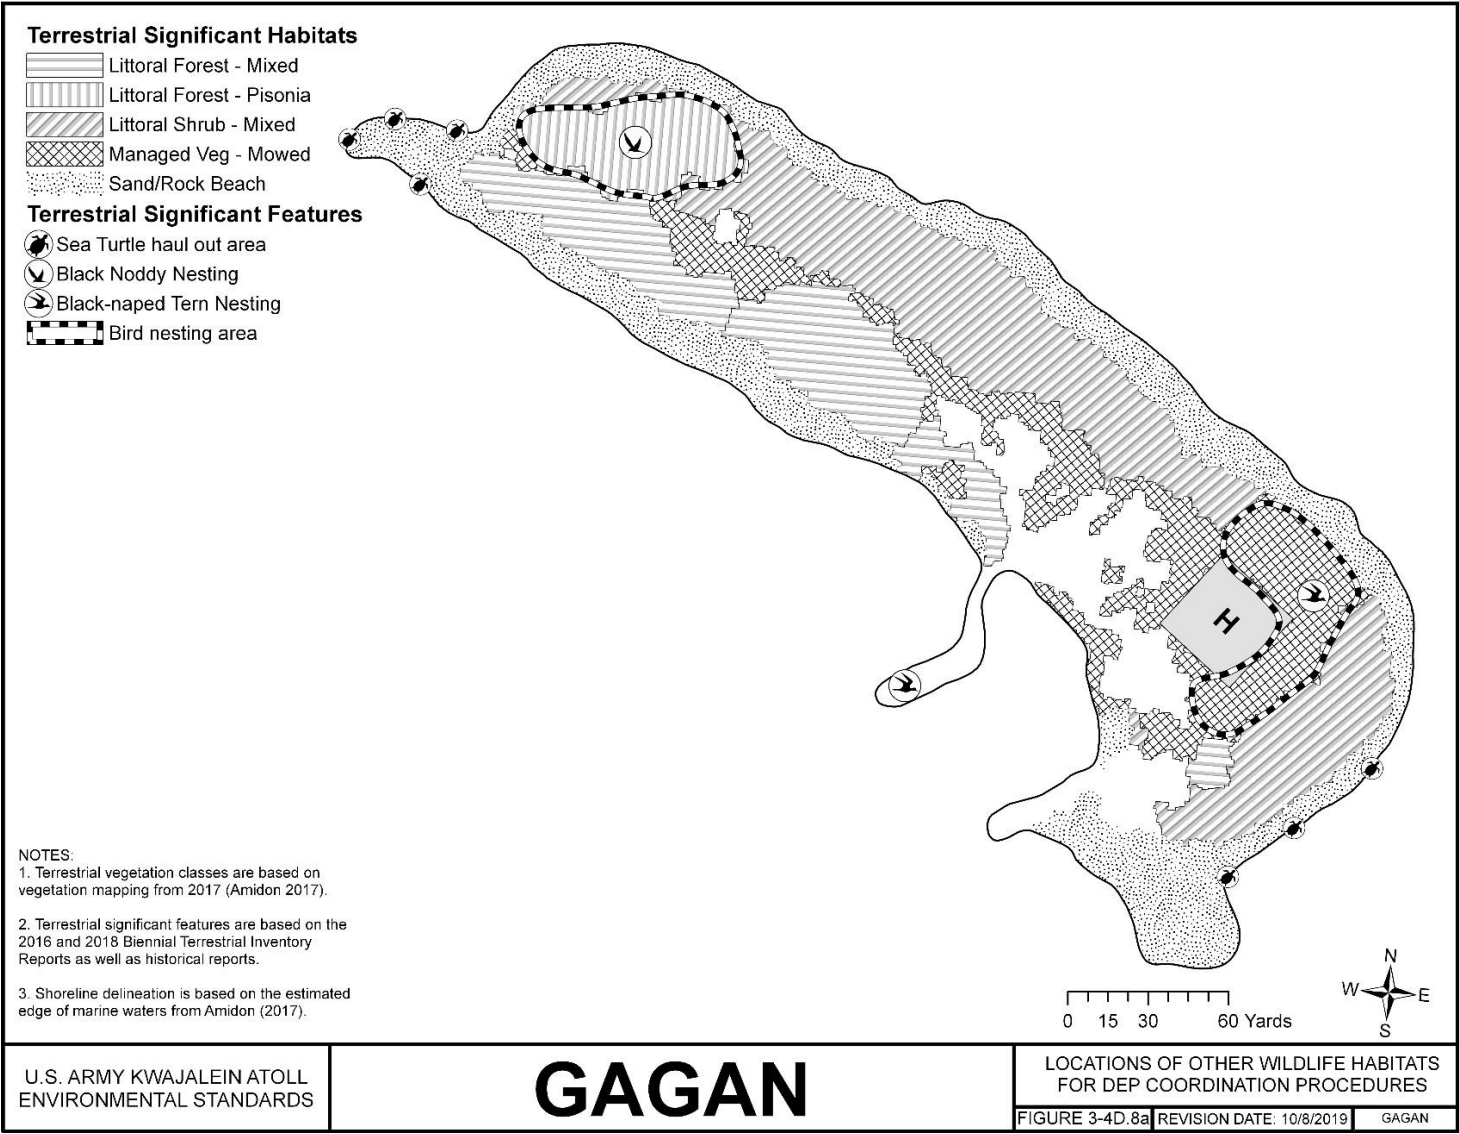 Terrestrial Significant Habitats
Littoral Forest - Mixed
Littoral Forest - Pisonia
Littoral Shrub - Mixed
Managed Veg - Mowed
Sand/Rock Beach
Terrestrial Significant Features
Sea Turtle haul out area
Black Noddy Nesting
Black-naped Tern Nesting
Bird nesting area
H
NOTES:
1. Terrestrial vegetation classes are based on
vegetation mapping from 2017 (Amidon 2017).
2. Terrestrial significant features are based on the
2016 and 2018 Biennial Terrestrial Inventory
Reports as well as historical reports.
3. Shoreline delineation is based on the estimated
edge of marine waters from Amidon (2017).
N
W E
S
0 15 30 60 Yards
U.S. ARMY KWAJALEIN ATOLL
ENVIRONMENTAL STANDARDS
GAGAN
LOCATIONS OF OTHER WILDLIFE HABITATS
FOR DEP COORDINATION PROCEDURES
FIGURE 3-4D.8a REVISION DATE: 10/8/2019 GAGAN